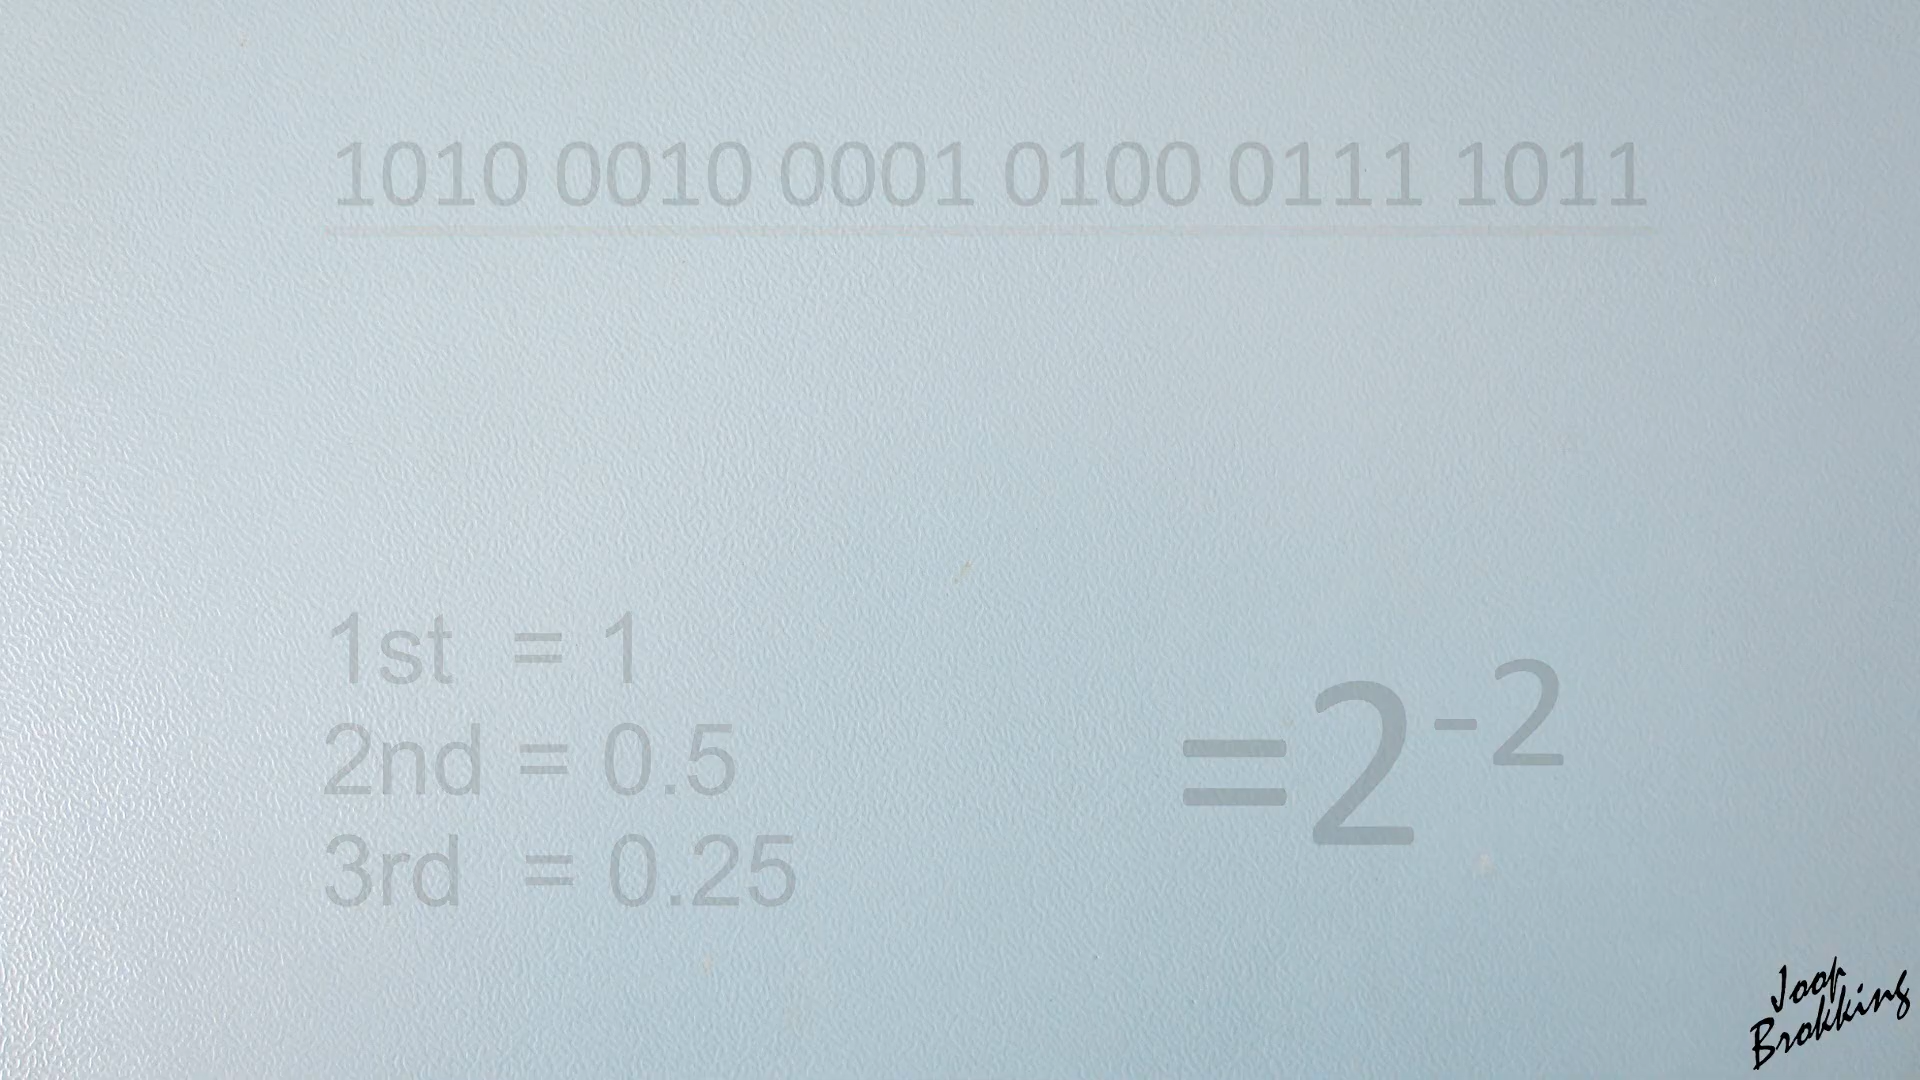 1010 0010 0001 0100 0111 1011
1st = 1
2nd = 0.5
3rd = 0.25
=2-2
Joop
Brokking